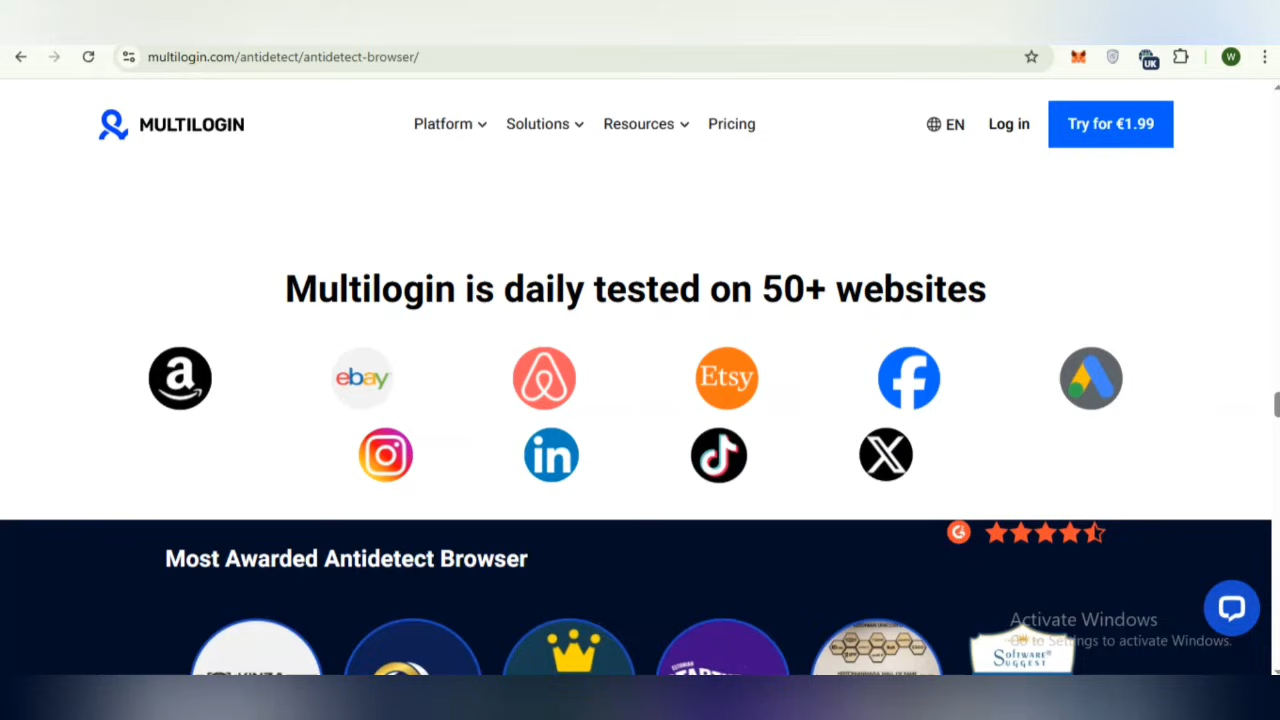 multilogin.com/antidetect/antidetect-browser/
UK
W
MULTILOGIN
Platform
Solutions
Resources
Pricing
EN
Log in
Try for €1.99
Multilogin is daily tested on 50+ websites
a
ebay
Etsy
f
in
X
G
Most Awarded Antidetect Browser
Activate Windows
Go to Settings to activate Windows.
Software
Suggest